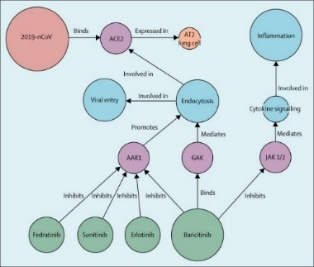 2019-nCoV
Binds
ACE2
Expressed in
AT2
lung cell
Inflammation
Involved in
Involved in
Viral entry
Involved in
Endocytosis
Cytokine signalling
Promotes
Mediates
Mediates
AAK1
GAK
JAK 1/2
Inhibits
Inhibits
Inhibits
Inhibits
Binds
Inhibits
Fedratinib
Sunitinib
Erlotinib
Baricitinib